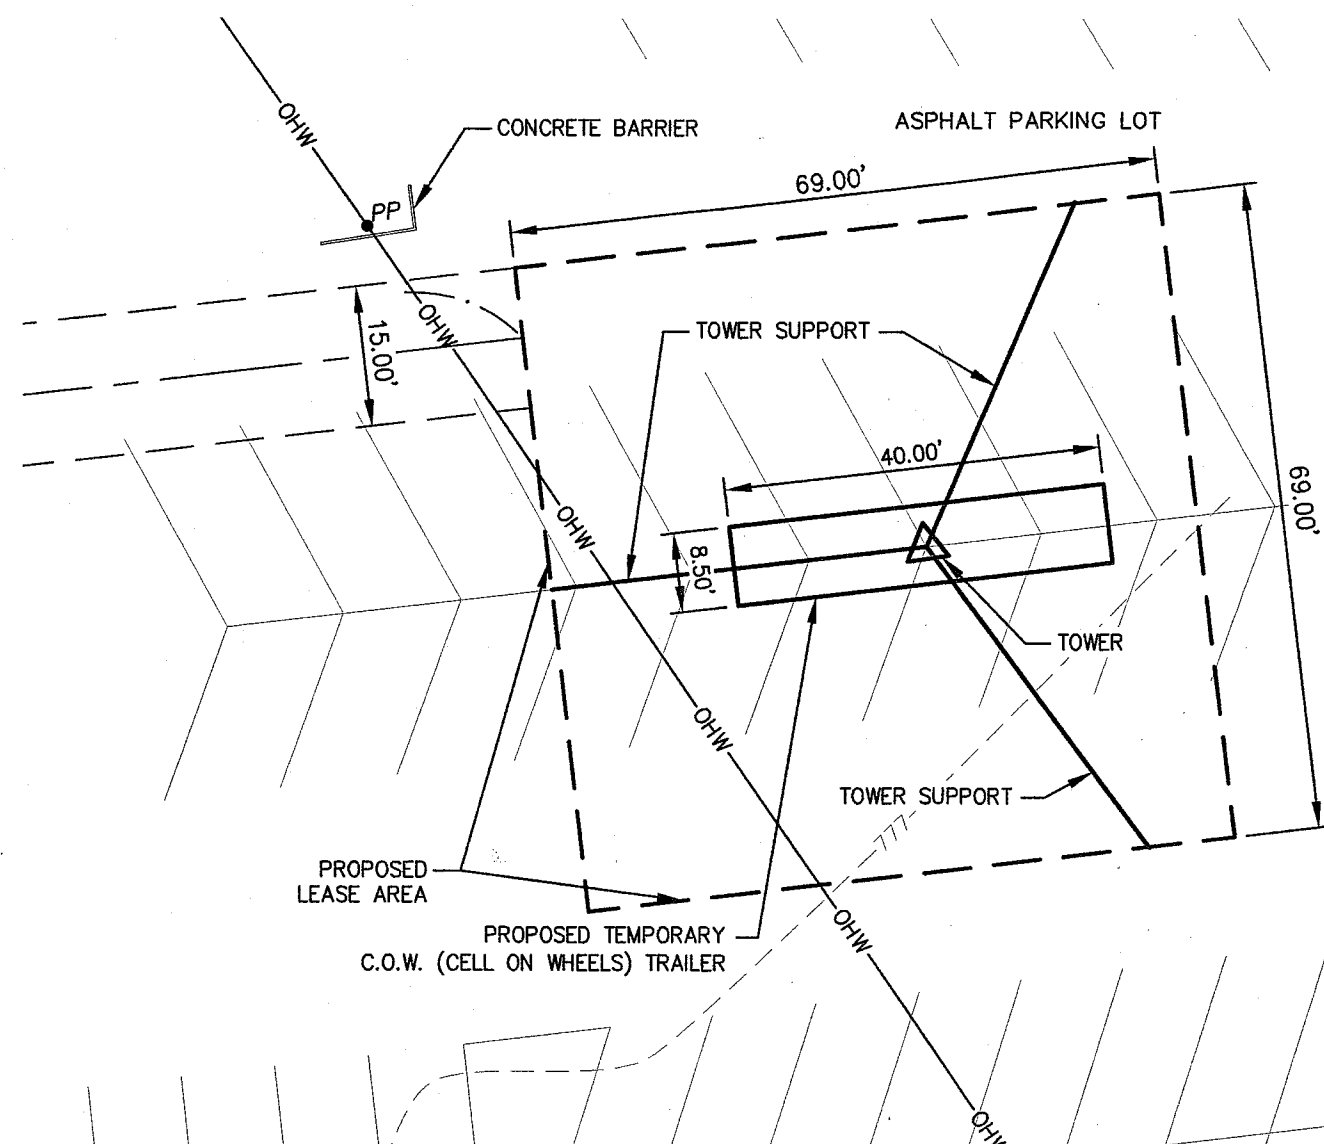 OHW
CONCRETE BARRIER
ASPHALT PARKING LOT
PP
69.00'
OHW
15.00'
TOWER SUPPORT
40.00'
69.00'
OHW
8.50'
TOWER
OHW
TOWER SUPPORT
777
PROPOSED
LEASE AREA
OHW
PROPOSED TEMPORARY
C.O.W. (CELL ON WHEELS) TRAILER
OHW